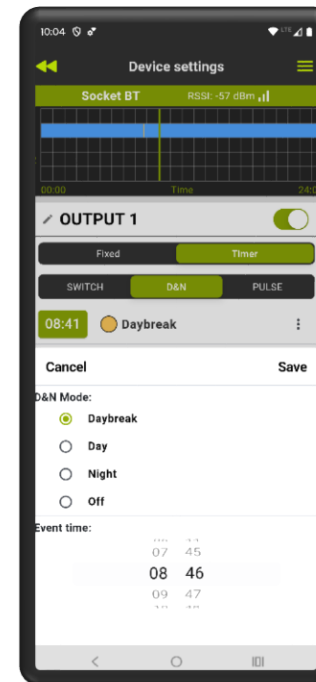 10:04 LTE
Device settings
Socket BT RSSI: -57 dBm
00:00 Time 24:0
OUTPUT 1
Fixed Timer
SWITCH D&N PULSE
08:41 Daybreak
Cancel Save
D&N Mode:
Daybreak
Day
Night
Off
Event time:
07 45
08 46
09 47